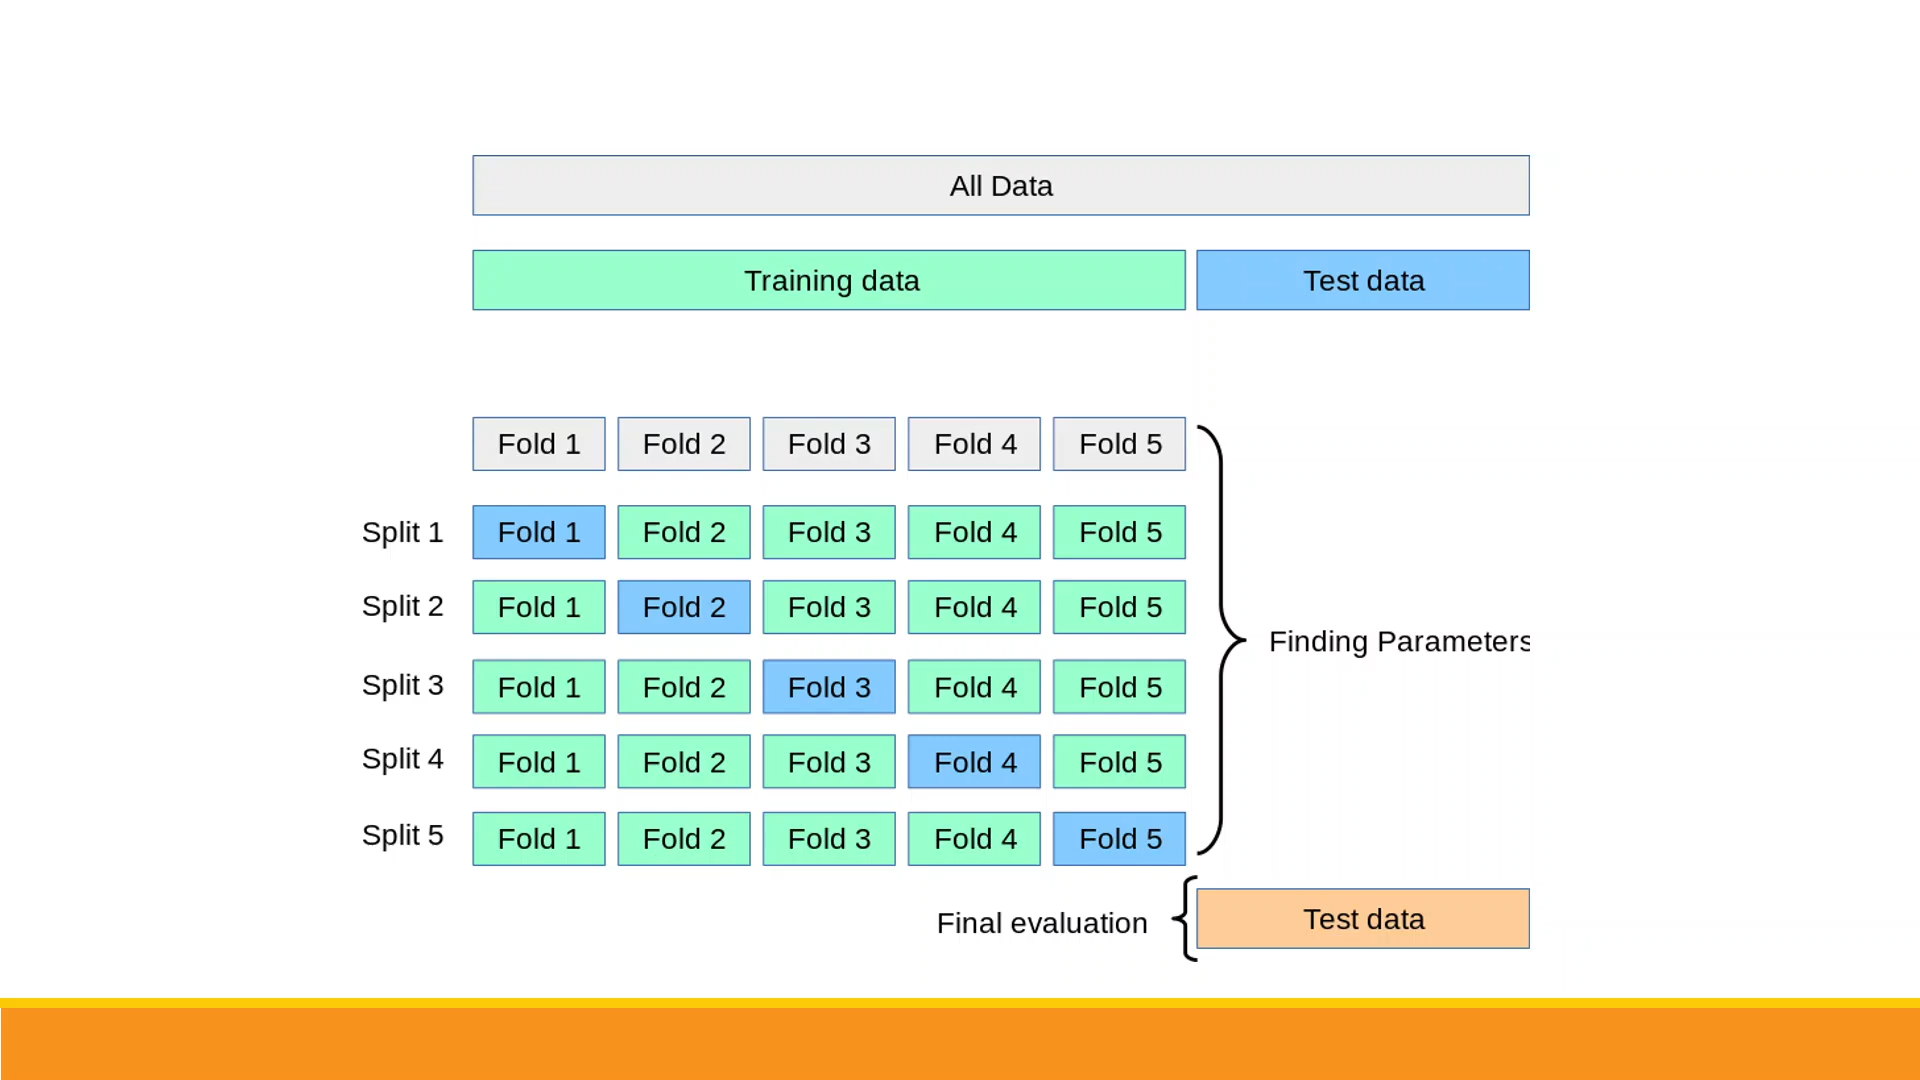 All Data
Training data Test data
Fold 1 Fold 2 Fold 3 Fold 4 Fold 5
Split 1 Fold 1 Fold 2 Fold 3 Fold 4 Fold 5
Split 2 Fold 1 Fold 2 Fold 3 Fold 4 Fold 5
Finding Parameters
Split 3 Fold 1 Fold 2 Fold 3 Fold 4 Fold 5
Split 4 Fold 1 Fold 2 Fold 3 Fold 4 Fold 5
Split 5 Fold 1 Fold 2 Fold 3 Fold 4 Fold 5
Final evaluation Test data